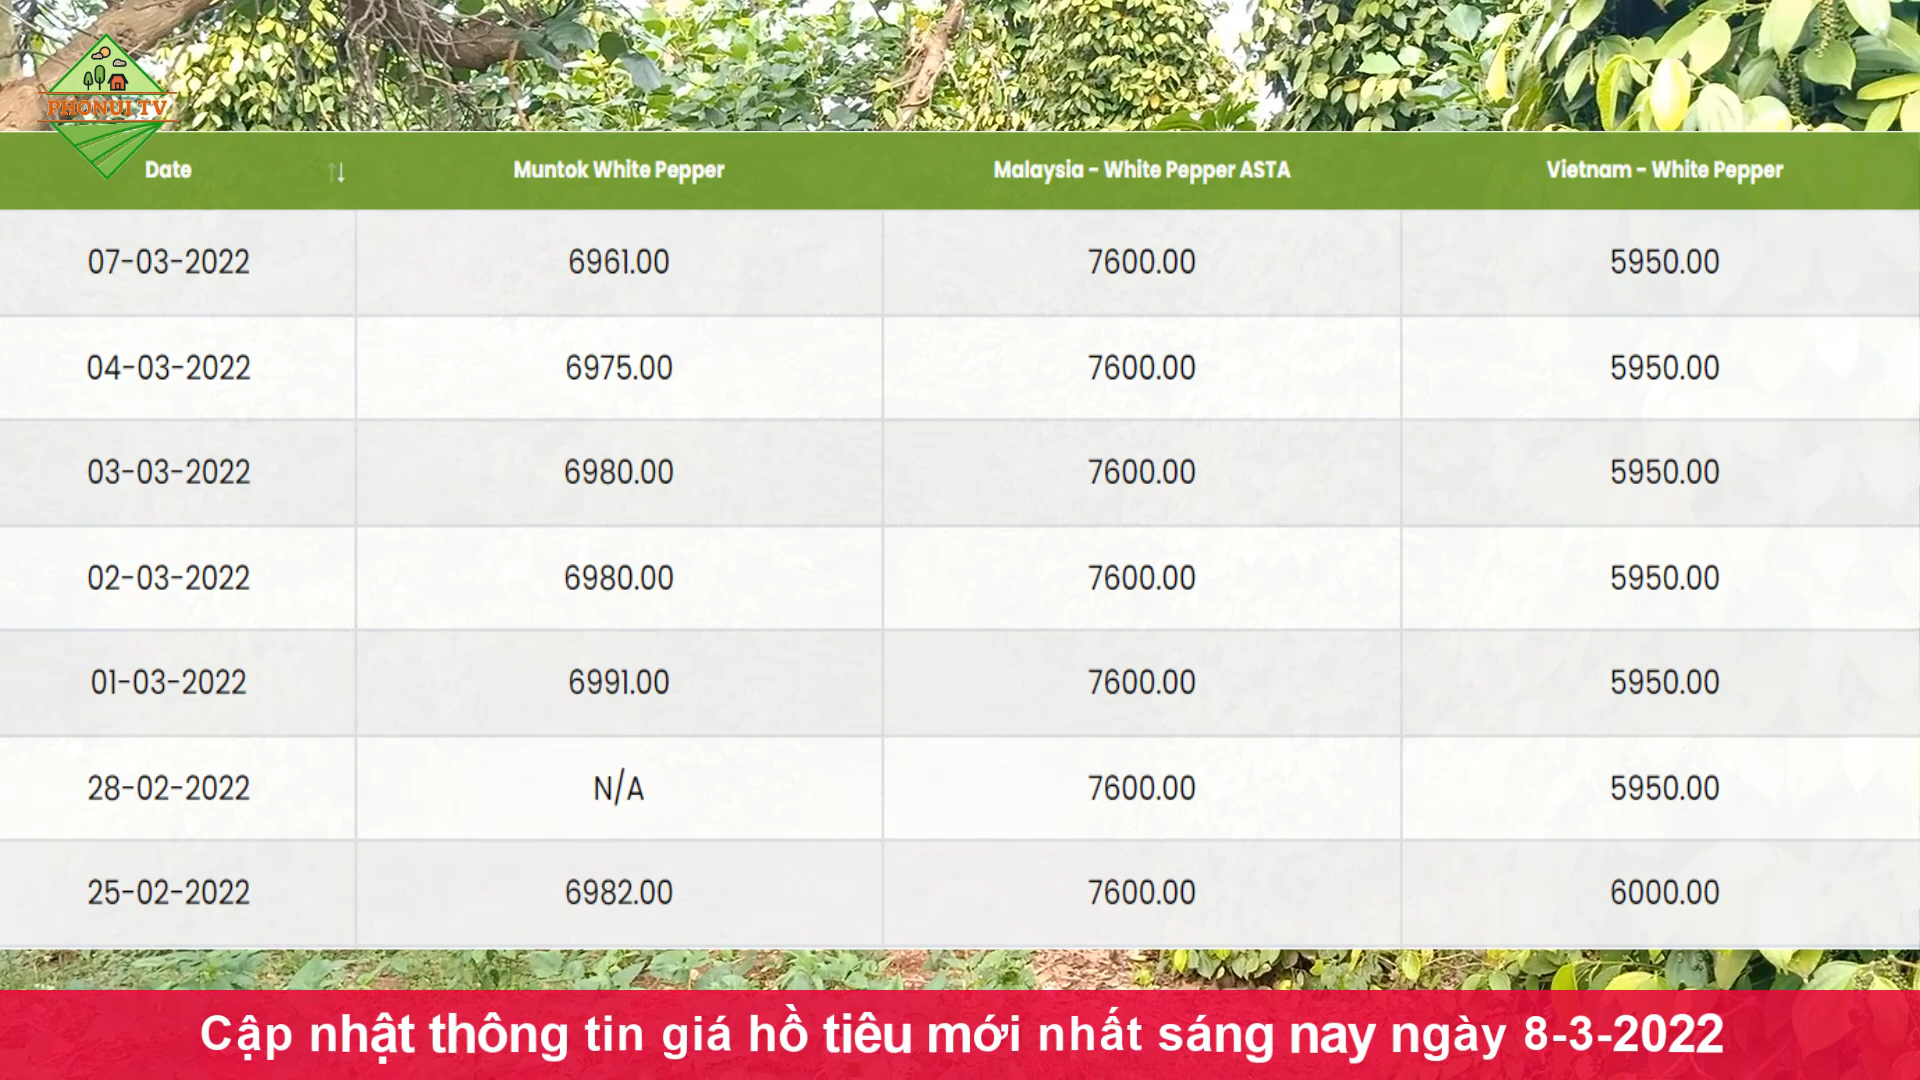 PHONUI TV
Date Muntok White Pepper Malaysia - White Pepper ASTA Vietnam - White Pepper
07-03-2022 6961.00 7600.00 5950.00
04-03-2022 6975.00 7600.00 5950.00
03-03-2022 6980.00 7600.00 5950.00
02-03-2022 6980.00 7600.00 5950.00
01-03-2022 6991.00 7600.00 5950.00
28-02-2022 N/A 7600.00 5950.00
25-02-2022 6982.00 7600.00 6000.00
Cập nhật thông tin giá hồ tiêu mới nhất sáng nay ngày 8-3-2022